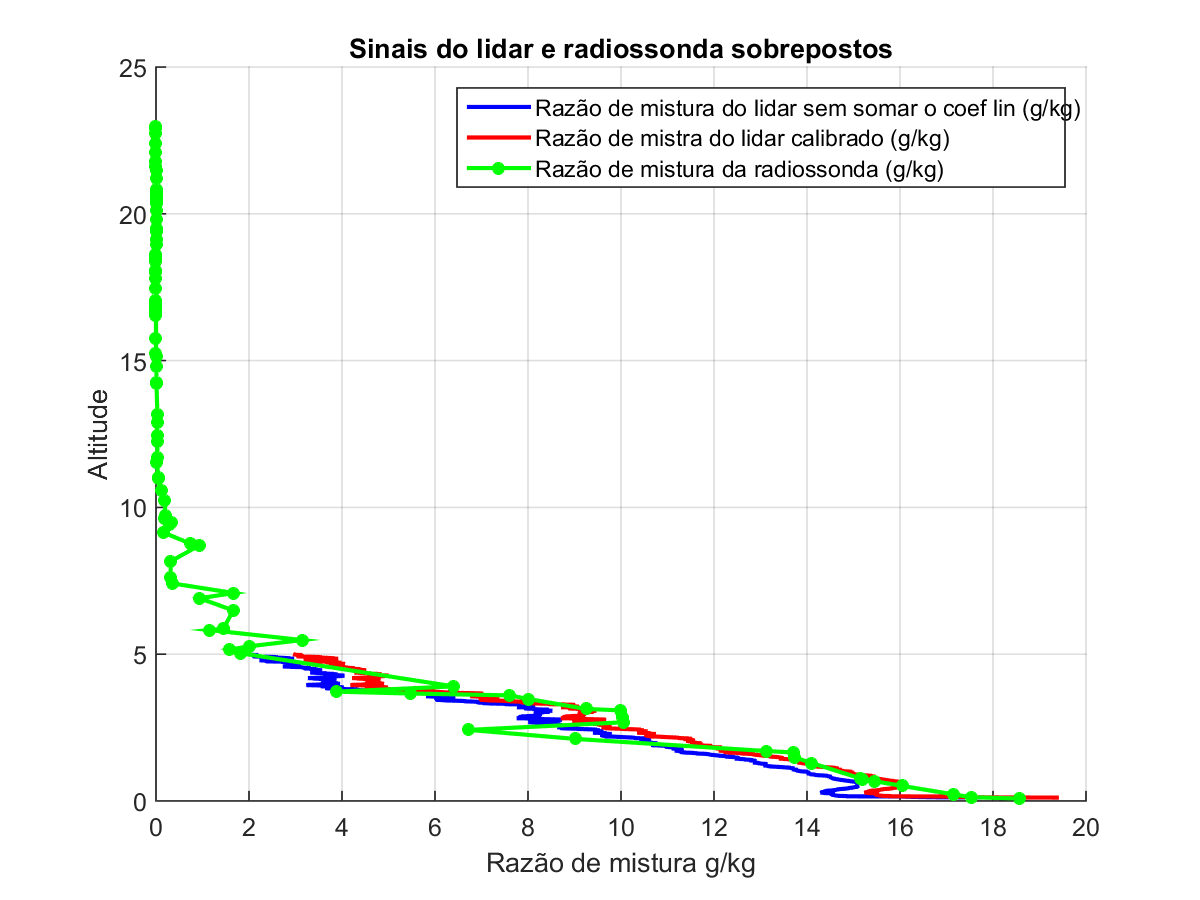 Sinais do lidar e radiossonda sobrepostos
25
Razão de mistura do lidar sem somar o coef lin (g/kg)
Razão de mistra do lidar calibrado (g/kg)
Razão de mistura da radiossonda (g/kg)
20
15
Altitude
10
5
0
0 2 4 6 8 10 12 14 16 18 20
Razão de mistura g/kg